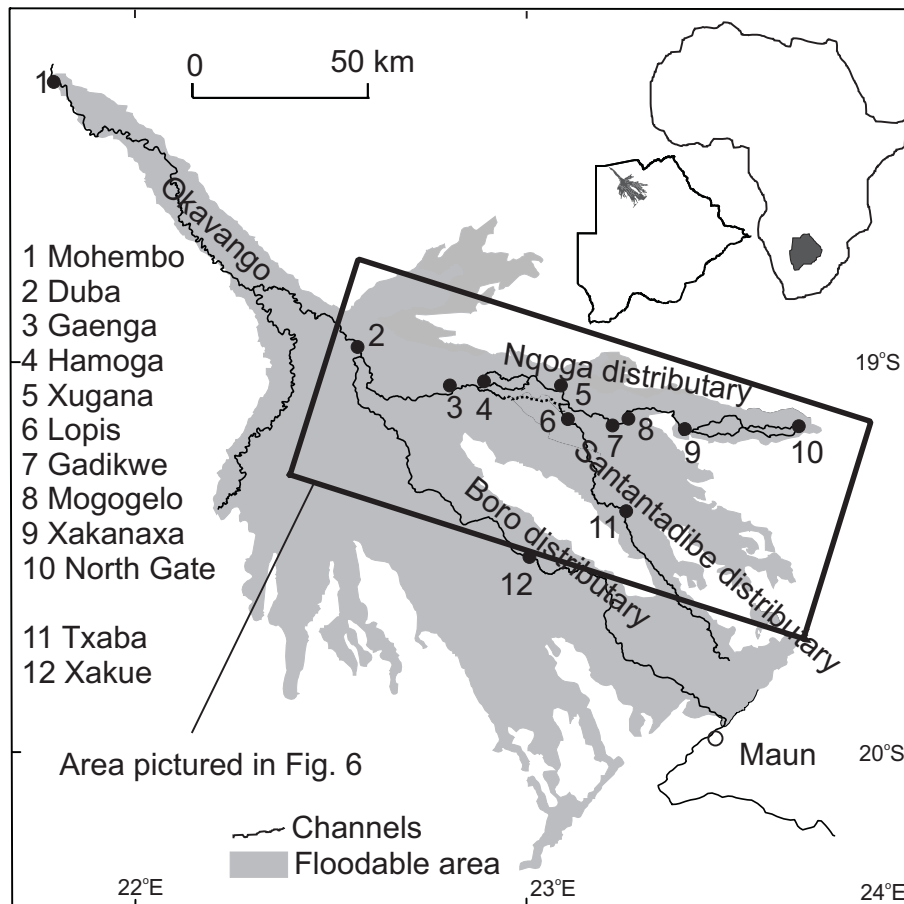 0 50 km
1
Okavango
1 Mohembo
2 Duba
3 Gaenga
4 Hamoga
5 Xugana
6 Lopis
7 Gadikwe
8 Mogogelo
9 Xakanaxa
10 North Gate
11 Txaba
12 Xakue
2
19°S
Nqoga distributary
3
4
5
6
7
8
9
10
Santantadibe distributary
Boro distributary
11
12
Area pictured in Fig. 6
Maun
20°S
Channels
Floodable area
22°E
23°E
24°E